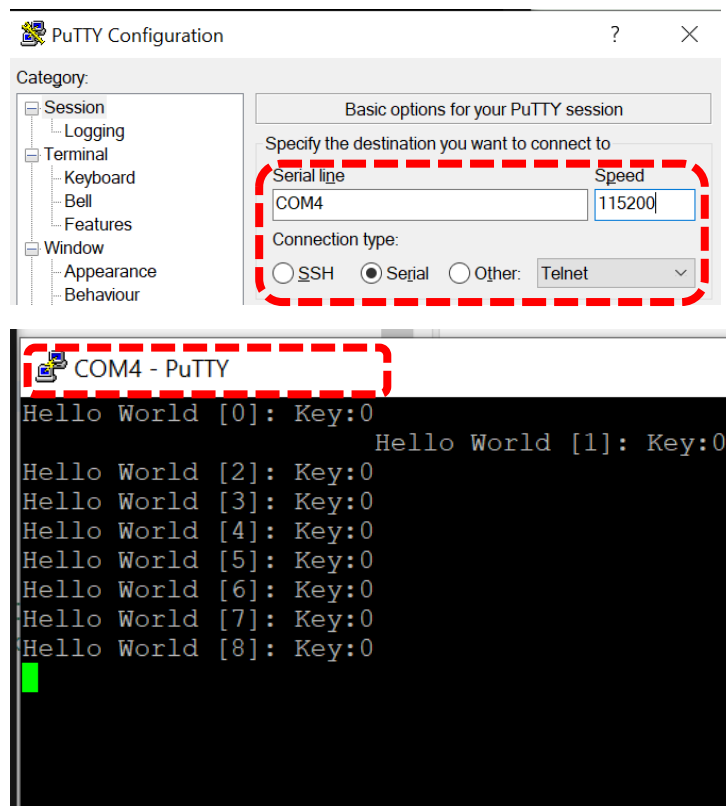 PuTTY Configuration ? ×
Category:
Session
Logging
Terminal
Keyboard
Bell
Features
Window
Appearance
Behaviour
Basic options for your PuTTY session
Specify the destination you want to connect to
Serial line Speed
COM4 115200
Connection type:
SSH Serial Other: Telnet
COM4 - PuTTY
Hello World [0]: Key:0
Hello World [1]: Key:0
Hello World [2]: Key:0
Hello World [3]: Key:0
Hello World [4]: Key:0
Hello World [5]: Key:0
Hello World [6]: Key:0
Hello World [7]: Key:0
Hello World [8]: Key:0